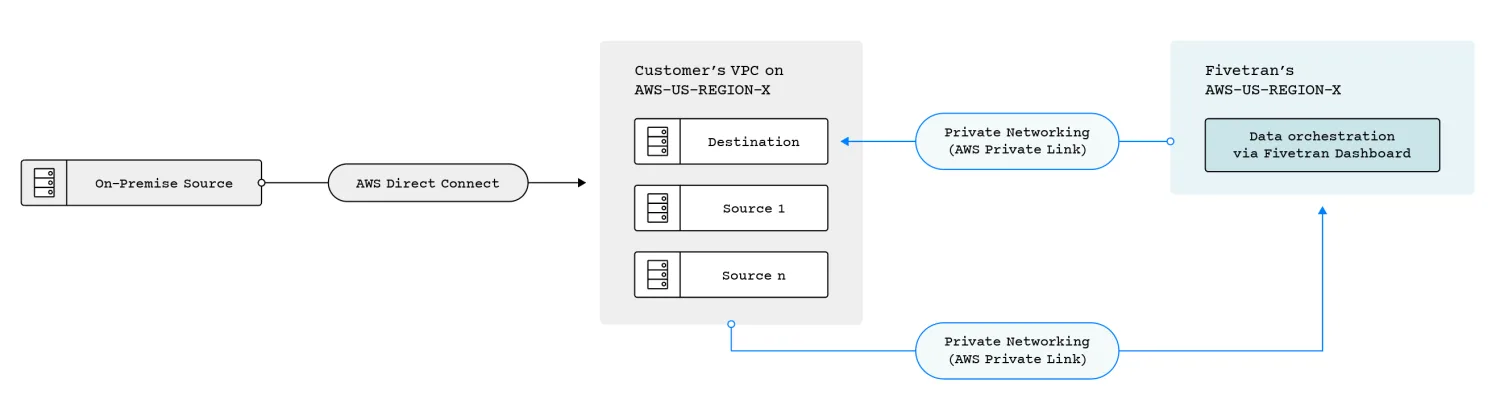 On-Premise Source
AWS Direct Connect
Customer's VPC on
AWS-US-REGION-X
Destination
Source 1
Source n
Private Networking
(AWS Private Link)
Private Networking
(AWS Private Link)
Fivetran's
AWS-US-REGION-X
Data orchestration
via Fivetran Dashboard